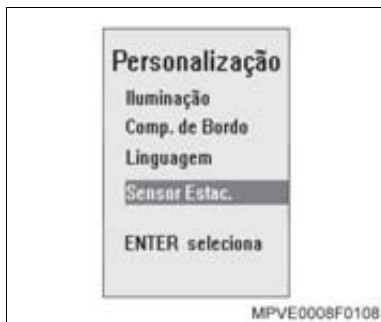 Personalização
Iluminação
Comp. de Bordo
Linguagem
Sensor Estac.
ENTER seleciona
MPVE0008F0108